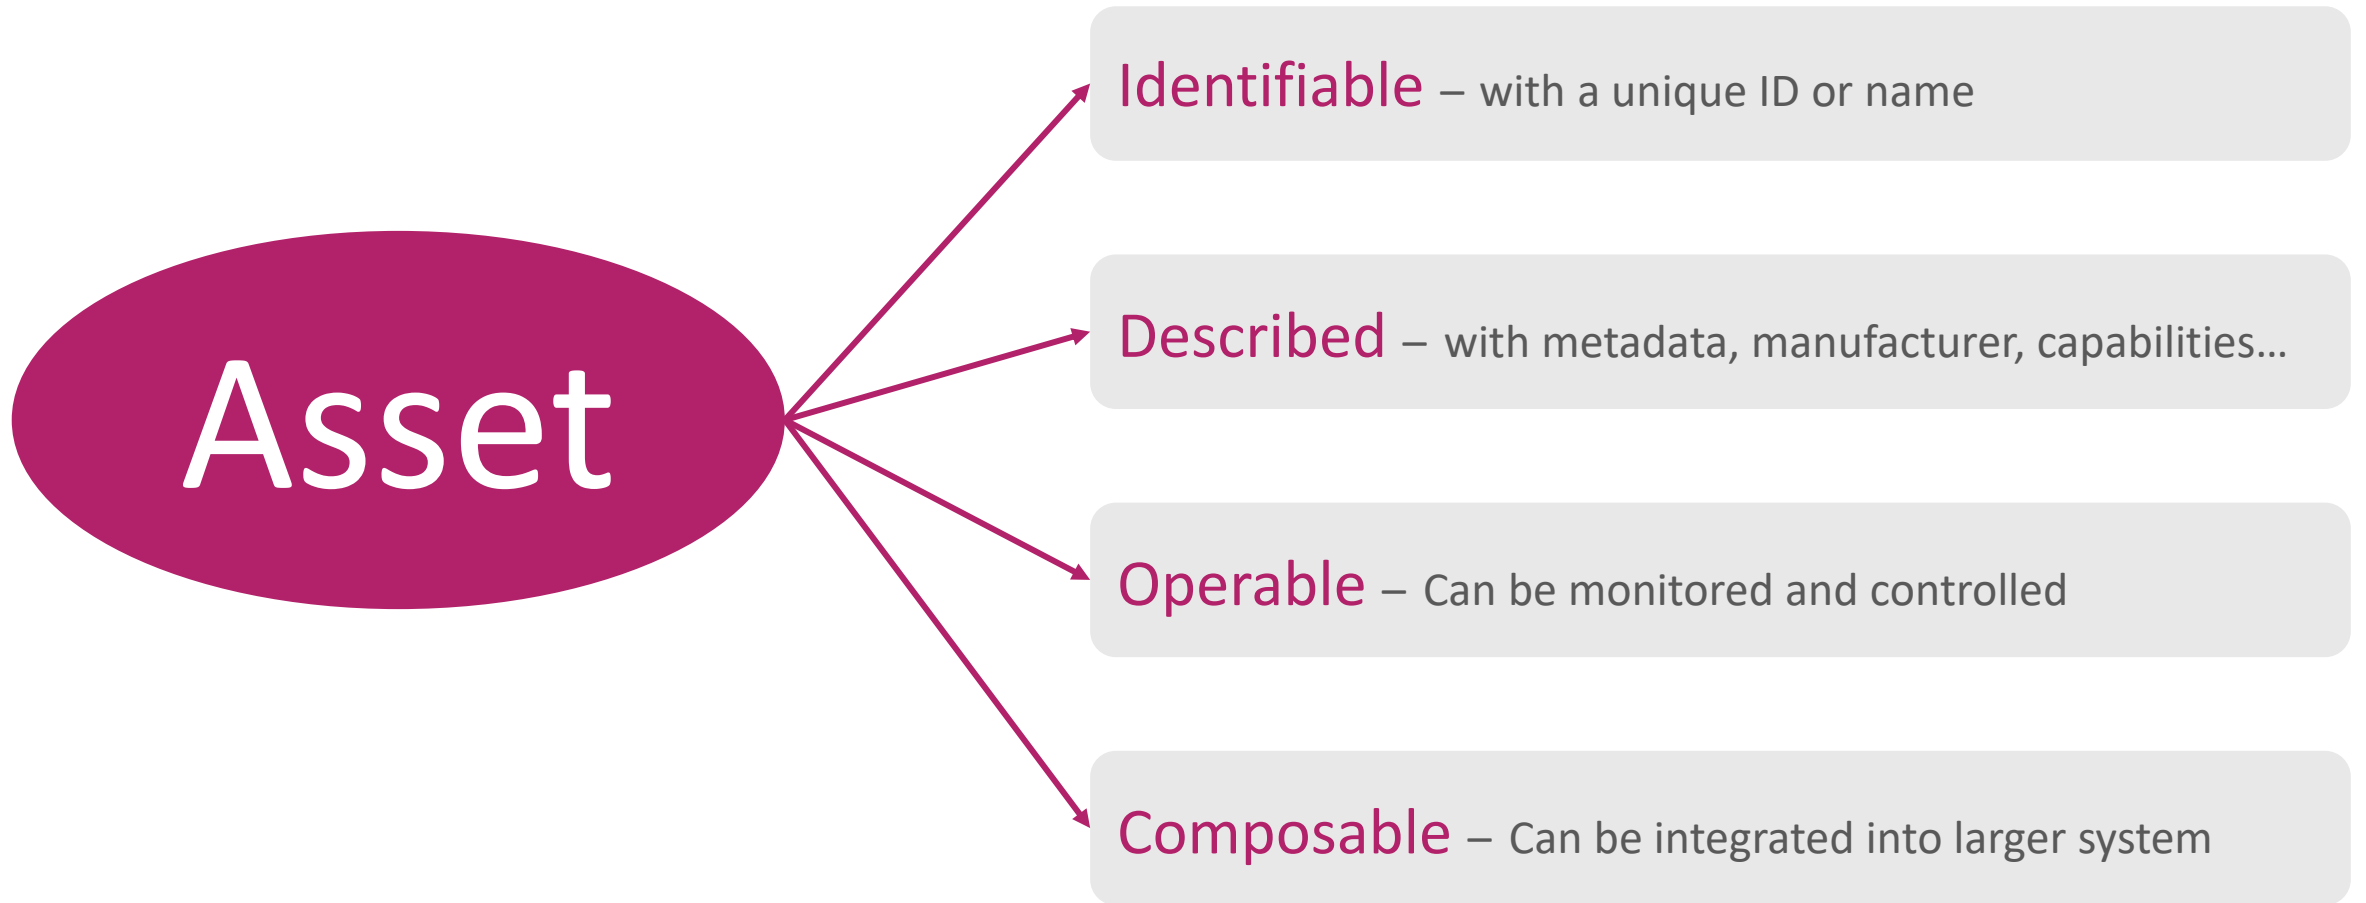 Asset
Identifiable – with a unique ID or name
Described – with metadata, manufacturer, capabilities…
Operable – Can be monitored and controlled
Composable – Can be integrated into larger system